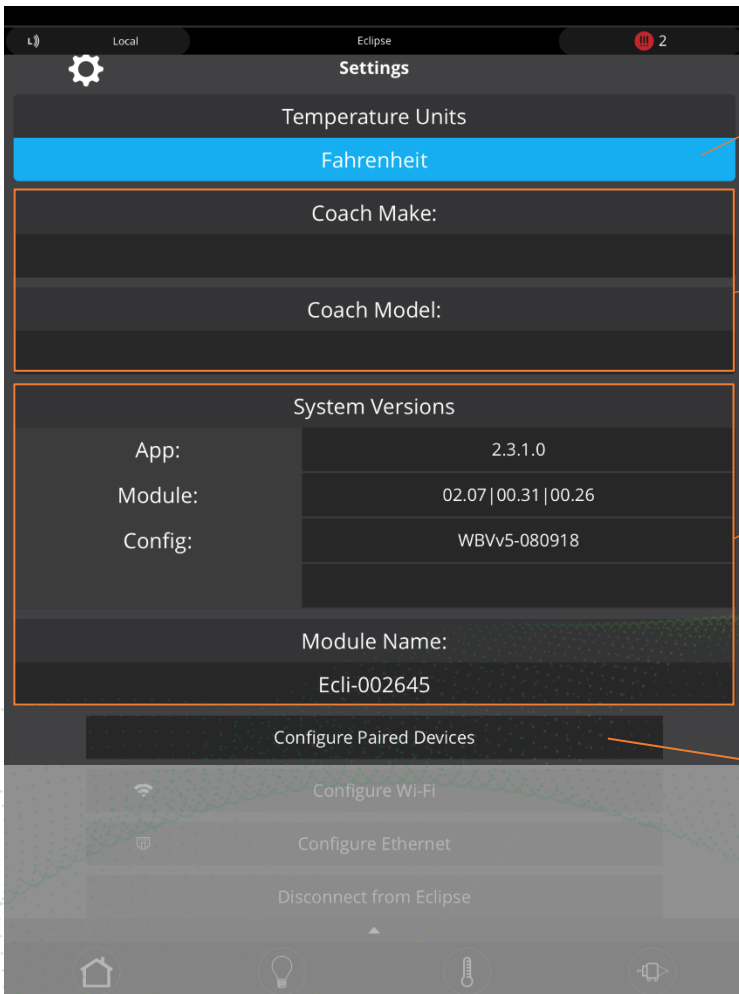 L Local Eclipse !!! 2
Settings
Temperature Units
Fahrenheit
Coach Make:
Coach Model:
System Versions
App: 2.3.1.0
Module: 02.07|00.31|00.26
Config: WBVv5-080918
Module Name:
Ecli-002645
Configure Paired Devices
Configure Wi-Fi
Configure Ethernet
Disconnect from Eclipse